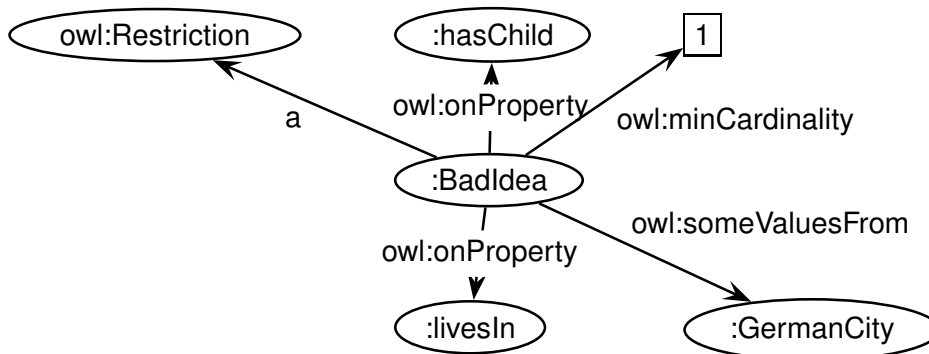 owl:Restriction
:hasChild
1
owl:onProperty
a
owl:minCardinality
:BadIdea
owl:someValuesFrom
owl:onProperty
:livesIn
:GermanCity